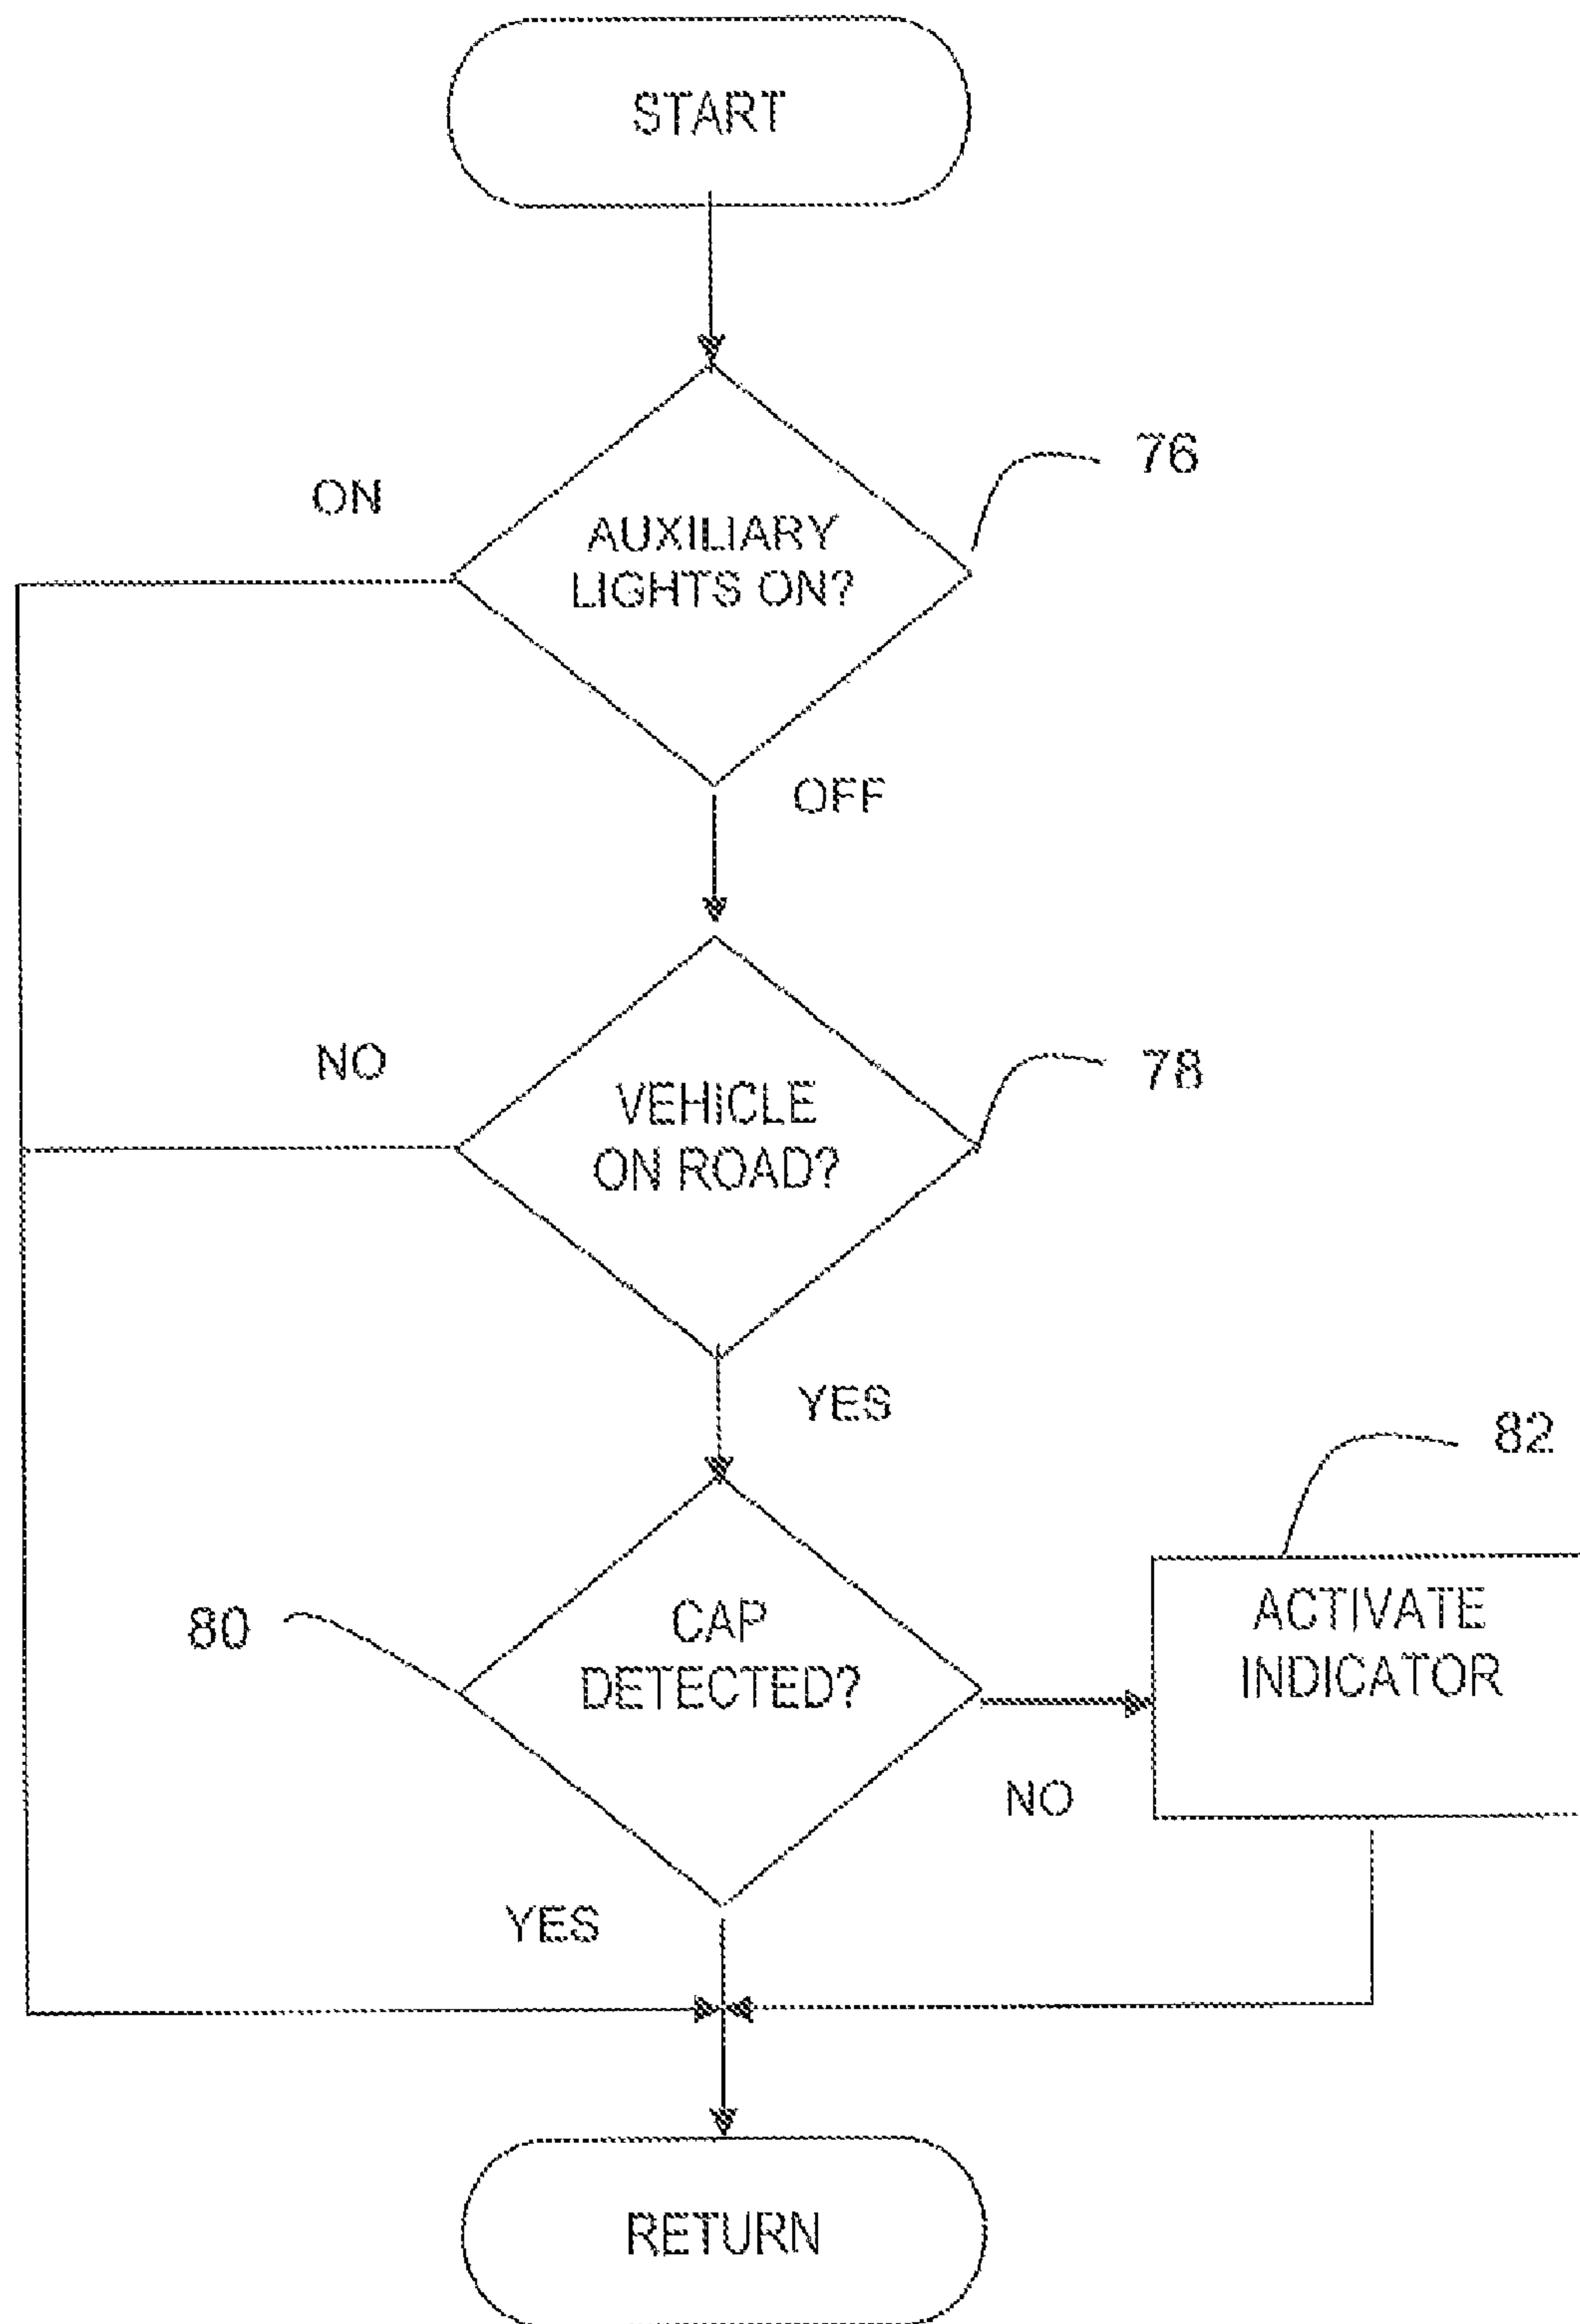 START
76
ON
AUXILIARY
LIGHTS ON?
OFF
78
NO
VEHICLE
ON ROAD?
YES
82
80
CAP
DETECTED?
ACTIVATE
INDICATOR
NO
YES
RETURN